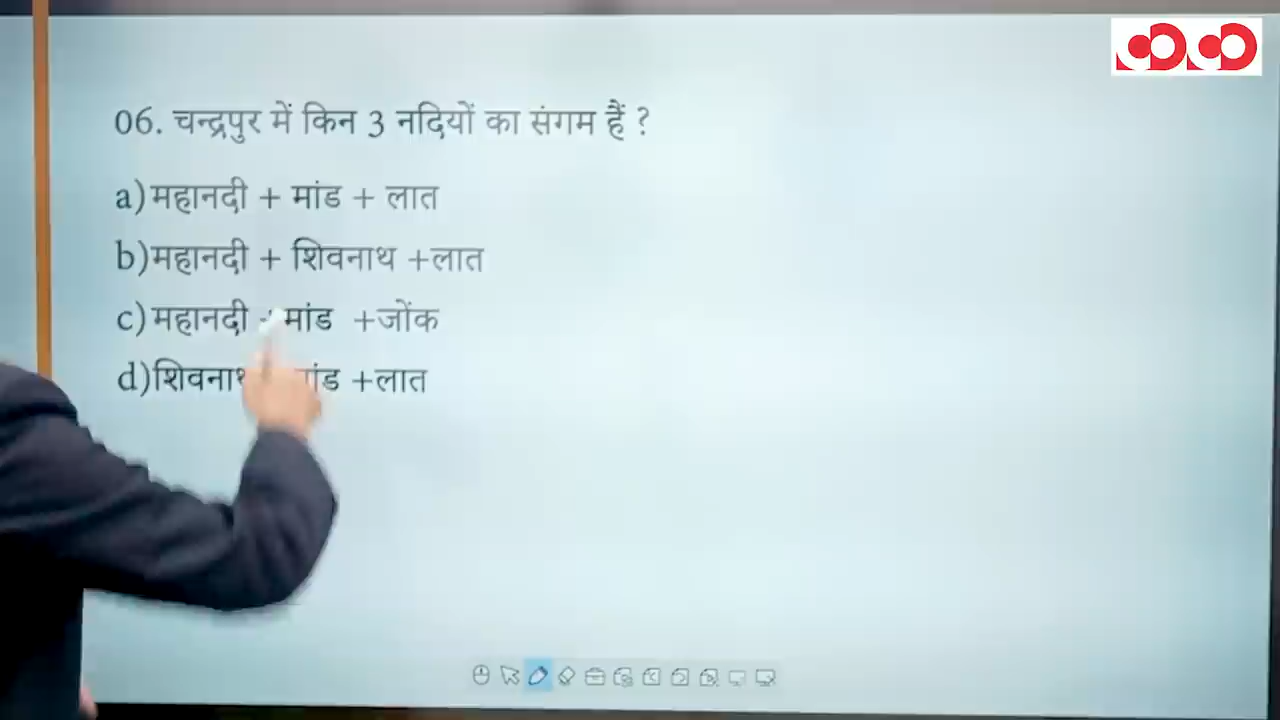 06. चन्द्रपुर में किन 3 नदियों का संगम हैं ?
a)महानदी + मांड + लात
b)महानदी + शिवनाथ +लात
c)महानदी + मांड +जोंक
d) +लात